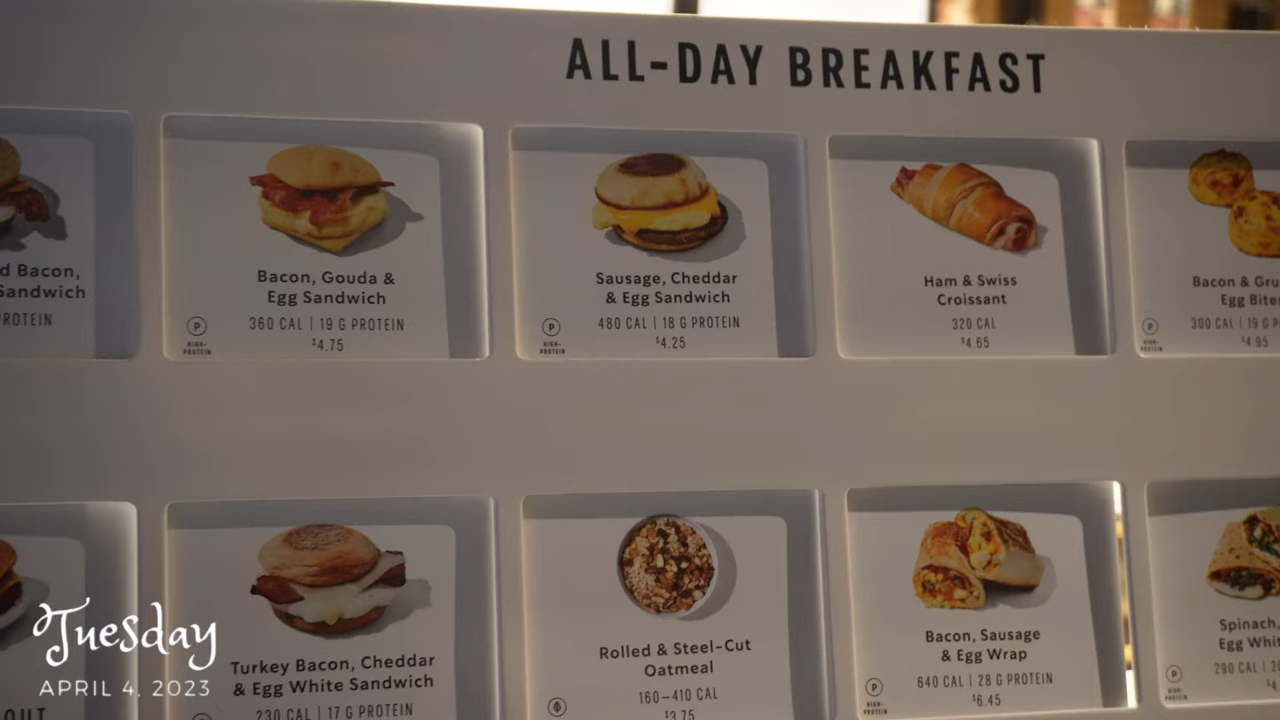 ALL-DAY BREAKFAST
d Bacon,
Sandwich
PROTEIN
Bacon, Gouda &
Egg Sandwich
360 CAL | 19 G PROTEIN
$4.75
P
HIGH-
PROTEIN
Sausage, Cheddar
& Egg Sandwich
480 CAL | 18 G PROTEIN
$4.25
P
HIGH-
PROTEIN
Ham & Swiss
Croissant
320 CAL
$4.65
Bacon & Gru
Egg Bites
300 CAL | 19 G P
$4.95
P
HIGH-
PROTEIN
OUT
Turkey Bacon, Cheddar
& Egg White Sandwich
230 CAL | 17 G PROTEIN
Rolled & Steel-Cut
Oatmeal
160–410 CAL
$3.75
Bacon, Sausage
& Egg Wrap
640 CAL | 28 G PROTEIN
$6.45
P
HIGH-
PROTEIN
Spinach,
Egg Whit
290 CAL | 2
$4
P
HIGH-
PROTEIN
Tuesday
APRIL 4, 2023